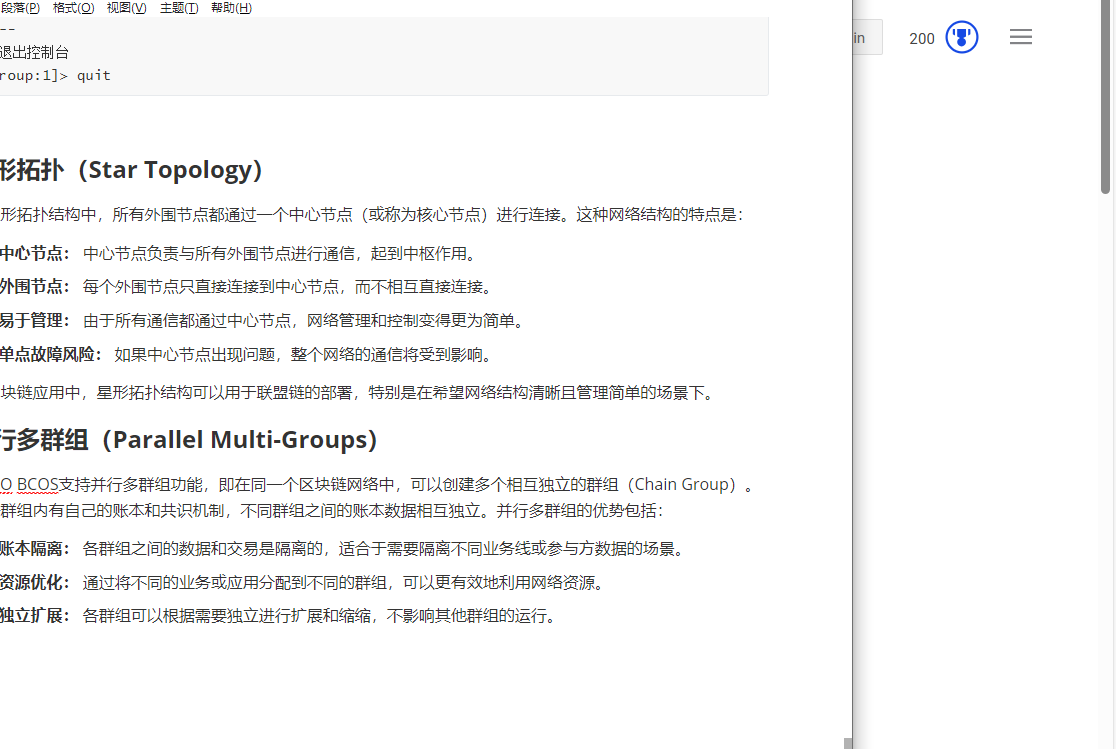 段落(P) 格式(O) 视图(V) 主题(T) 帮助(H)
--
退出控制台
roup:1]> quit
in
200
形拓扑（Star Topology）
形拓扑结构中，所有外围节点都通过一个中心节点（或称为核心节点）进行连接。这种网络结构的特点是：
中心节点： 中心节点负责与所有外围节点进行通信，起到中枢作用。
外围节点： 每个外围节点只直接连接到中心节点，而不相互直接连接。
易于管理： 由于所有通信都通过中心节点，网络管理和控制变得更为简单。
单点故障风险： 如果中心节点出现问题，整个网络的通信将受到影响。
块链应用中，星形拓扑结构可以用于联盟链的部署，特别是在希望网络结构清晰且管理简单的场景下。
行多群组（Parallel Multi-Groups）
O BCOS支持并行多群组功能，即在同一个区块链网络中，可以创建多个相互独立的群组（Chain Group）。
群组内有自己的账本和共识机制，不同群组之间的账本数据相互独立。并行多群组的优势包括：
账本隔离： 各群组之间的数据和交易是隔离的，适合于需要隔离不同业务线或参与方数据的场景。
资源优化： 通过将不同的业务或应用分配到不同的群组，可以更有效地利用网络资源。
独立扩展： 各群组可以根据需要独立进行扩展和缩缩，不影响其他群组的运行。